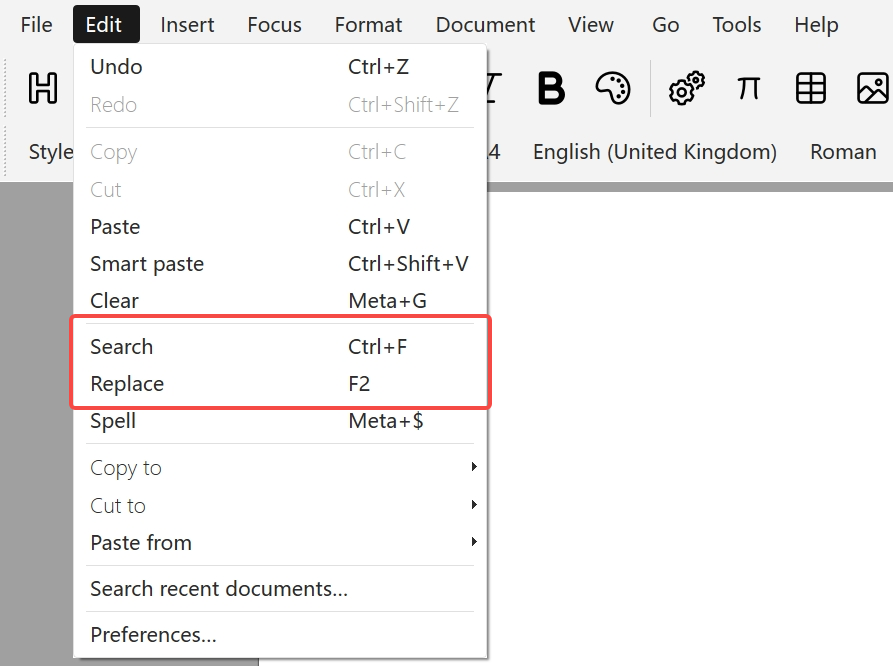 File Edit Insert Focus Format Document View Go Tools Help
Undo Ctrl+Z
Redo Ctrl+Shift+Z
Style
Copy Ctrl+C
4 English (United Kingdom) Roman
Cut Ctrl+X
Paste Ctrl+V
Smart paste Ctrl+Shift+V
Clear Meta+G
Search Ctrl+F
Replace F2
Spell Meta+$
Copy to
Cut to
Paste from
Search recent documents...
Preferences...